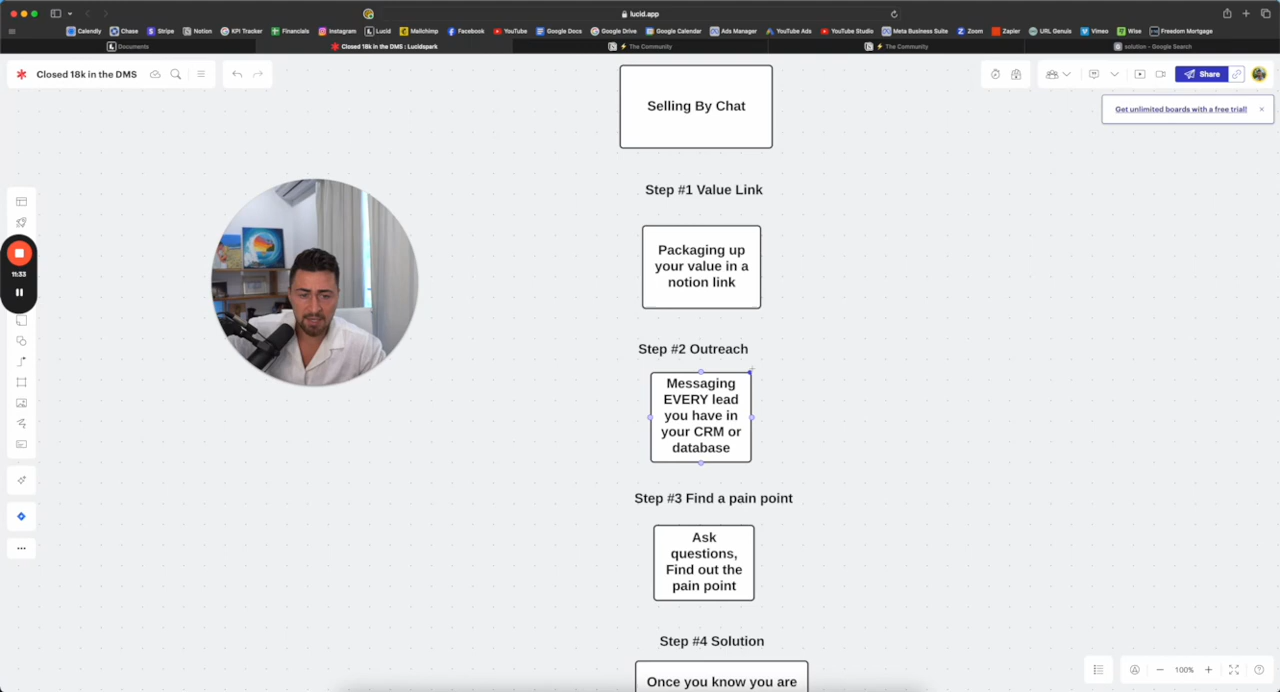 lucid.app
Calendly
Chase
Stripe
Notion
KPI Tracker
Financials
Instagram
Lucid
Mailchimp
Facebook
YouTube
Google Docs
Google Drive
Google Calendar
Ads Manager
YouTube Ads
YouTube Studio
Meta Business Suite
Zoom
Zapier
URL Genuis
Vimeo
Wise
Freedom Mortgage
Documents
Closed 18k in the DMS : Lucidspark
The Community
The Community
solution - Google Search
Closed 18k in the DMS
Share
Get unlimited boards with a free trial!
11:33
Selling By Chat
Step #1 Value Link
Packaging up
your value in a
notion link
Step #2 Outreach
Messaging
EVERY lead
you have in
your CRM or
database
Step #3 Find a pain point
Ask
questions,
Find out the
pain point
Step #4 Solution
Once you know you are
100%